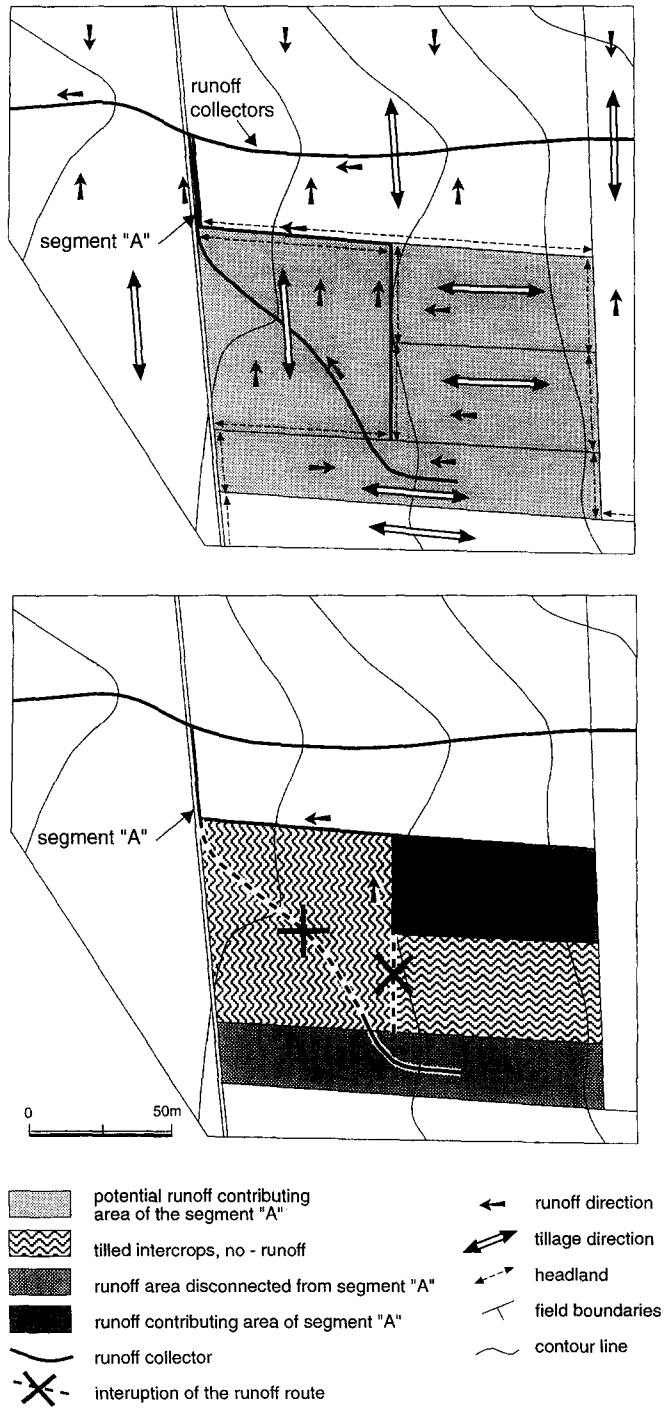 runoff
collectors
segment "A"
segment "A"
0 50m
potential runoff contributing
area of the segment "A"
tilled intercrops, no - runoff
runoff area disconnected from segment "A"
runoff contributing area of segment "A"
runoff collector
interuption of the runoff route
runoff direction
tillage direction
headland
field boundaries
contour line